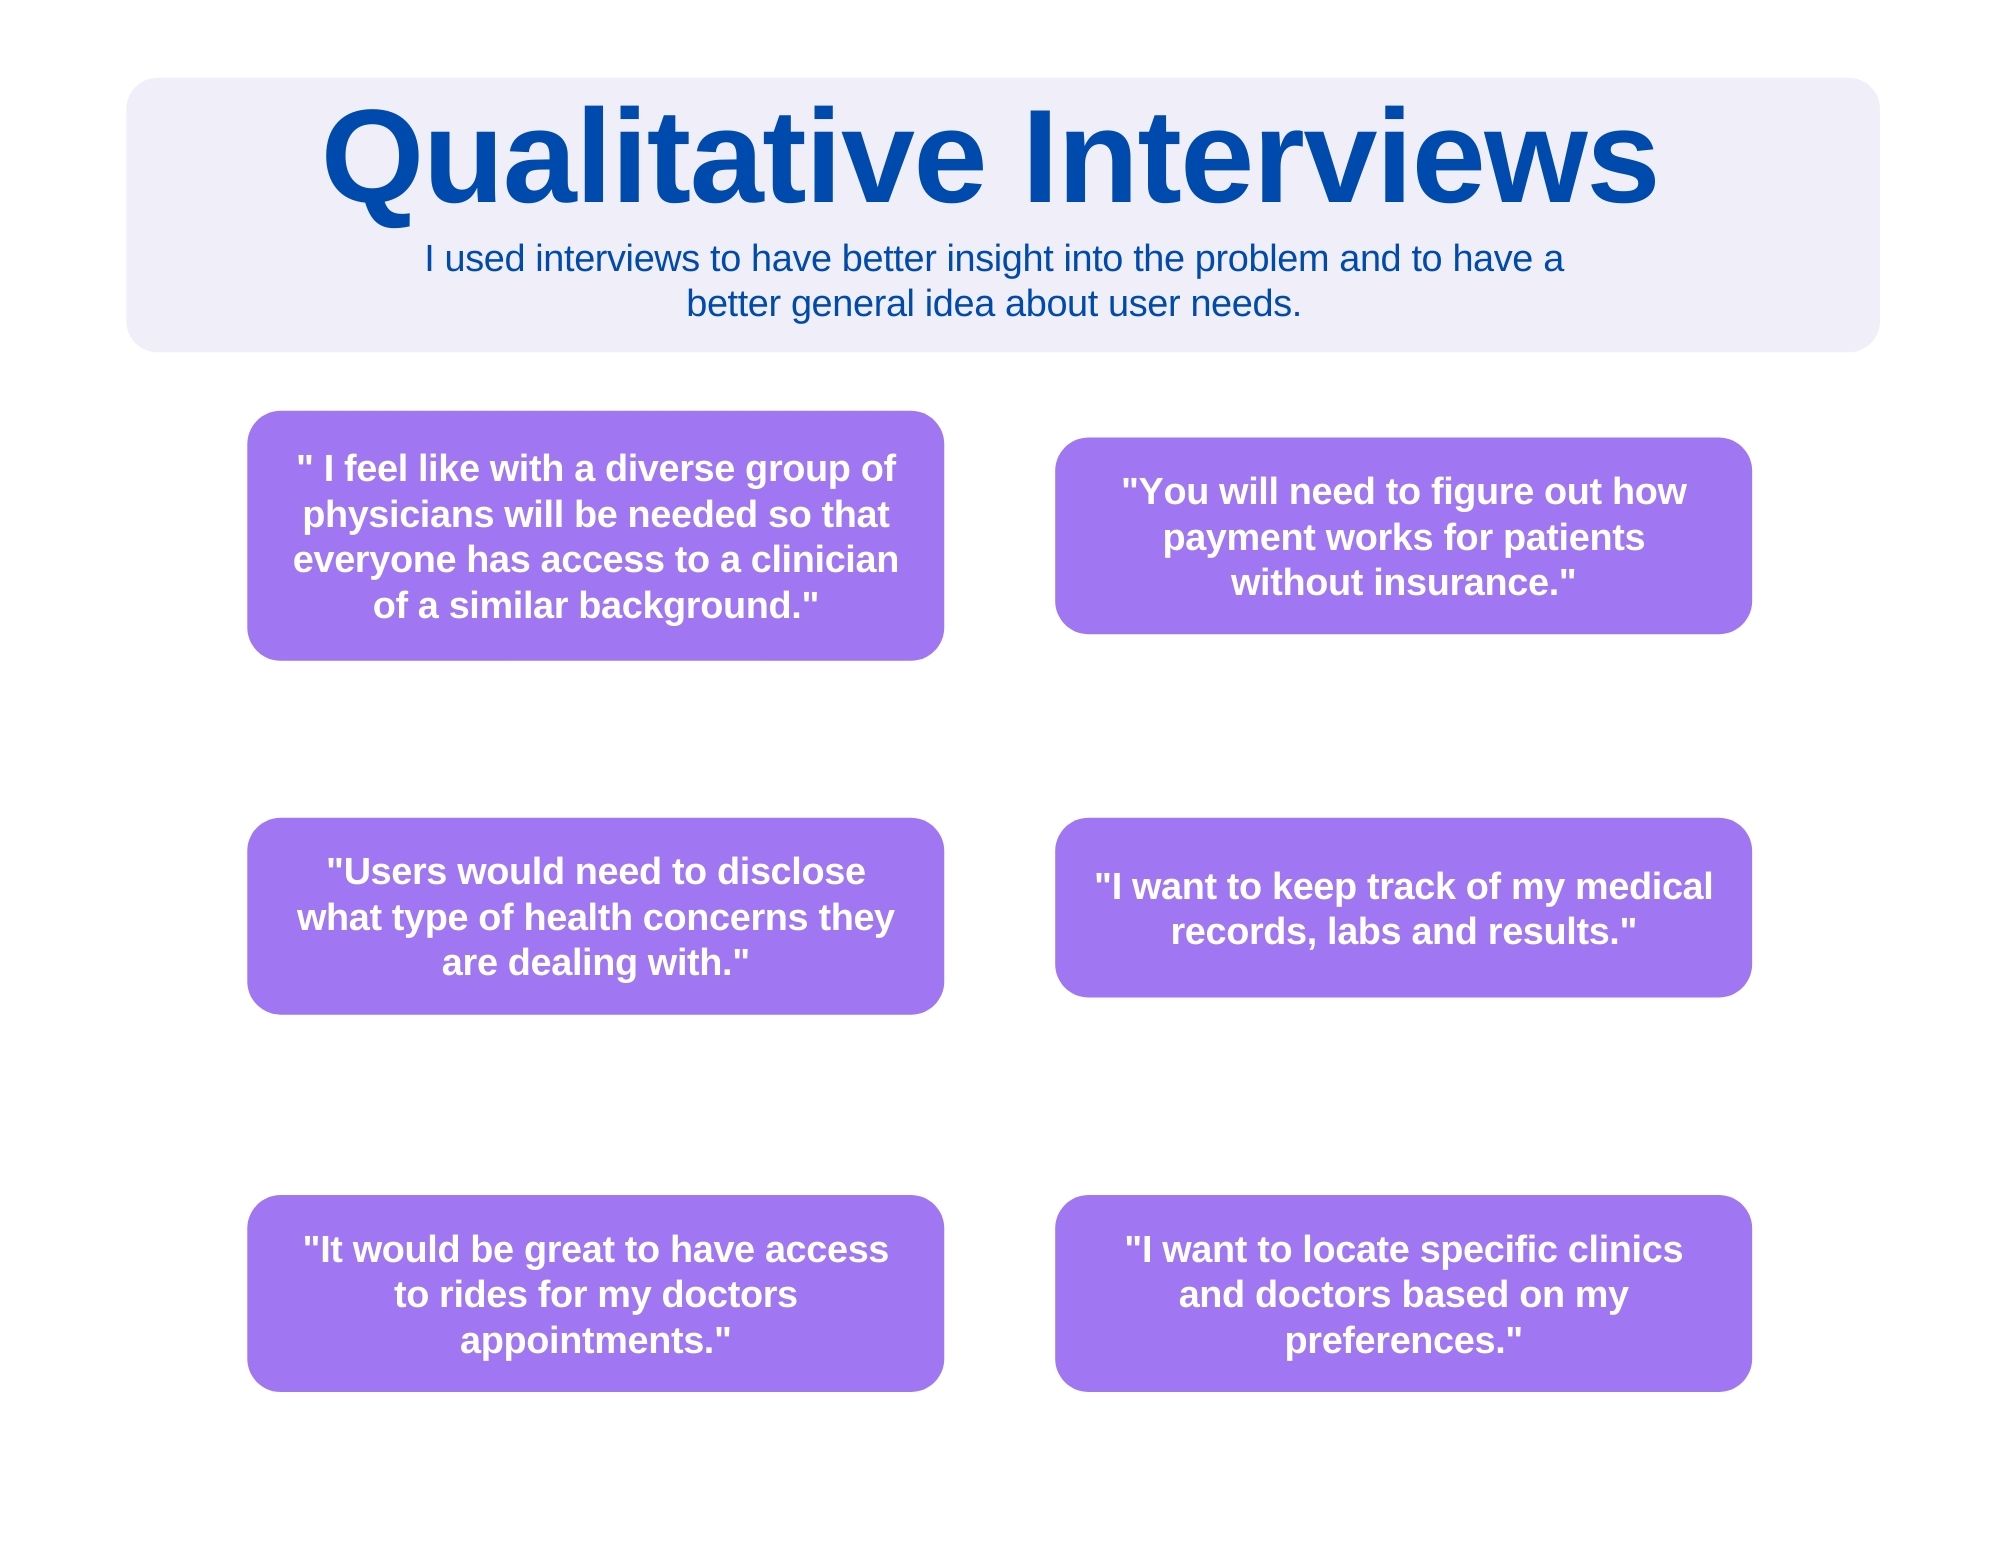 Qualitative Interviews
I used interviews to have better insight into the problem and to have a
better general idea about user needs.
" I feel like with a diverse group of
physicians will be needed so that
everyone has access to a clinician
of a similar background."
"You will need to figure out how
payment works for patients
without insurance."
"Users would need to disclose
what type of health concerns they
are dealing with."
"I want to keep track of my medical
records, labs and results."
"It would be great to have access
to rides for my doctors
appointments."
"I want to locate specific clinics
and doctors based on my
preferences."